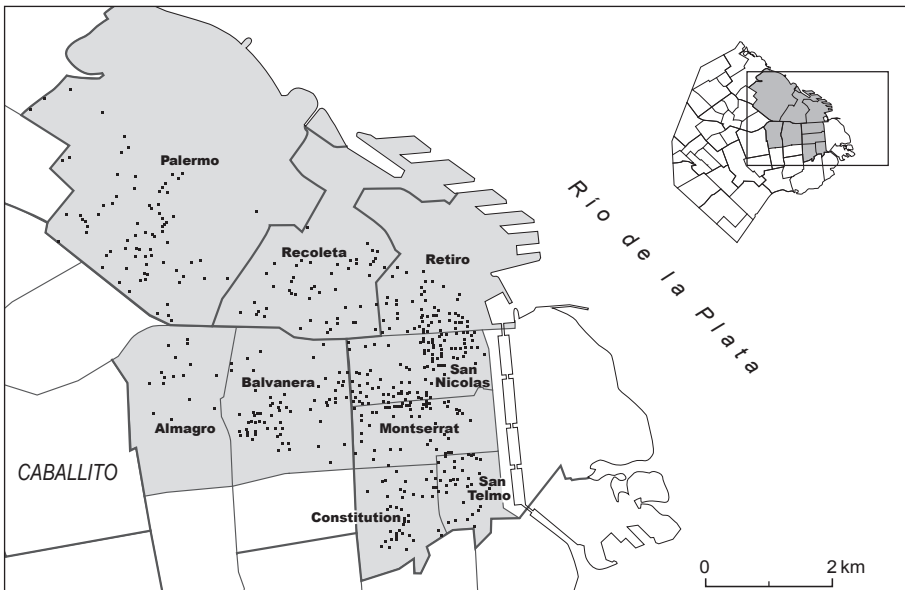 Palermo
Recoleta
Retiro
Río de la Plata
San
Nicolas
Balvanera
Almagro
Montserrat
CABALLITO
San
Telmo
Constitution
0 2 km